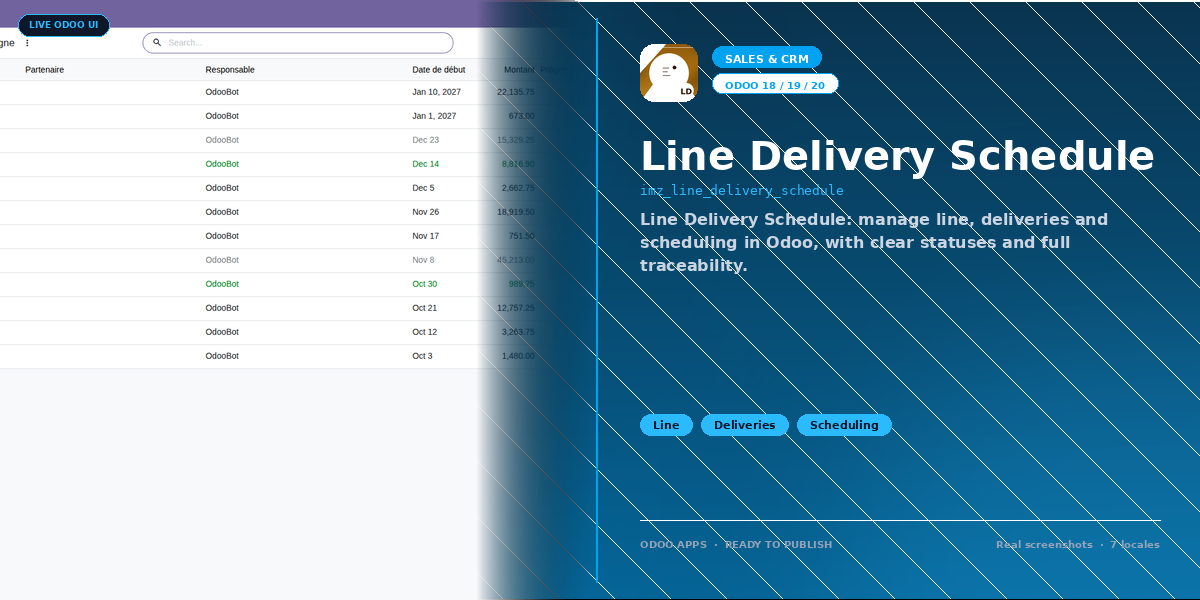 LIVE ODOO UI
gne
Search...
Partenaire Responsable Date de début Montant
OdooBot Jan 10, 2027 22,135.75
OdooBot Jan 1, 2027 673.00
OdooBot Dec 23 15,329.25
OdooBot Dec 14 8,816.90
OdooBot Dec 5 2,662.75
OdooBot Nov 26 18,919.50
OdooBot Nov 17 751.50
OdooBot Nov 8 45,213.00
OdooBot Oct 30 989.75
OdooBot Oct 21 12,757.25
OdooBot Oct 12 3,263.75
OdooBot Oct 3 1,480.00
LD
SALES & CRM
ODOO 18 / 19 / 20
Line Delivery Schedule
imz_line_delivery_schedule
Line Delivery Schedule: manage line, deliveries and
scheduling in Odoo, with clear statuses and full
traceability.
Line Deliveries Scheduling
ODOO APPS · READY TO PUBLISH
Real screenshots · 7 locales